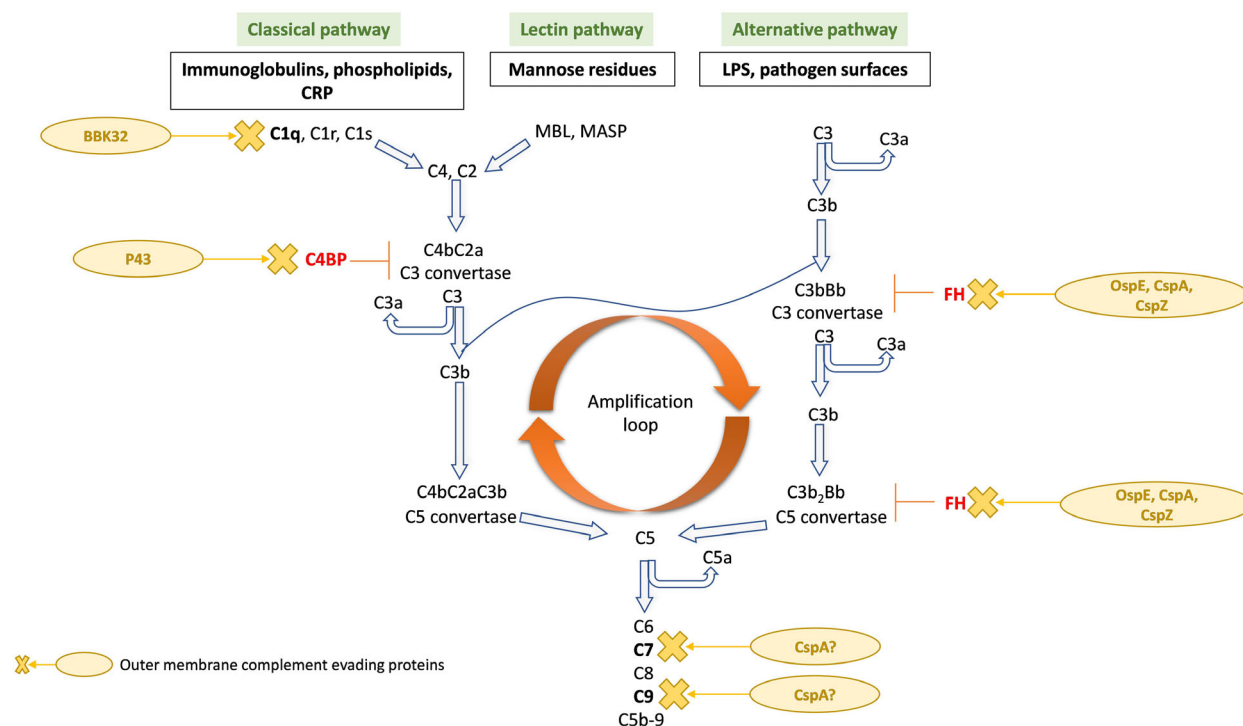 Classical pathway
Lectin pathway
Alternative pathway
Immunoglobulins, phospholipids,
CRP
Mannose residues
LPS, pathogen surfaces
BBK32
C1q, C1r, C1s
MBL, MASP
C3
C3a
C4, C2
C3b
P43
C4BP
C4bC2a
C3 convertase
C3bBb
C3 convertase
FH
OspE, CspA,
CspZ
C3a
C3
C3
C3a
C3b
Amplification
loop
C3b
C4bC2aC3b
C5 convertase
C3b₂Bb
C5 convertase
FH
OspE, CspA,
CspZ
C5
C5a
C6
C7
CspA?
C8
C9
CspA?
C5b-9
Outer membrane complement evading proteins